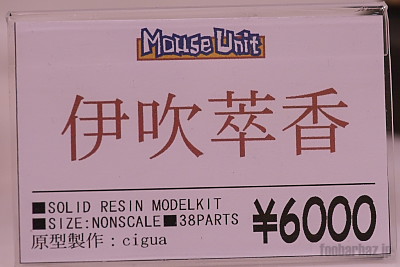 Mouse Unit
伊吹萃香
■SOLID RESIN MODELKIT
■SIZE:NONSCALE■38PARTS
原型製作：cigua
¥6000
foobarbaz.jp